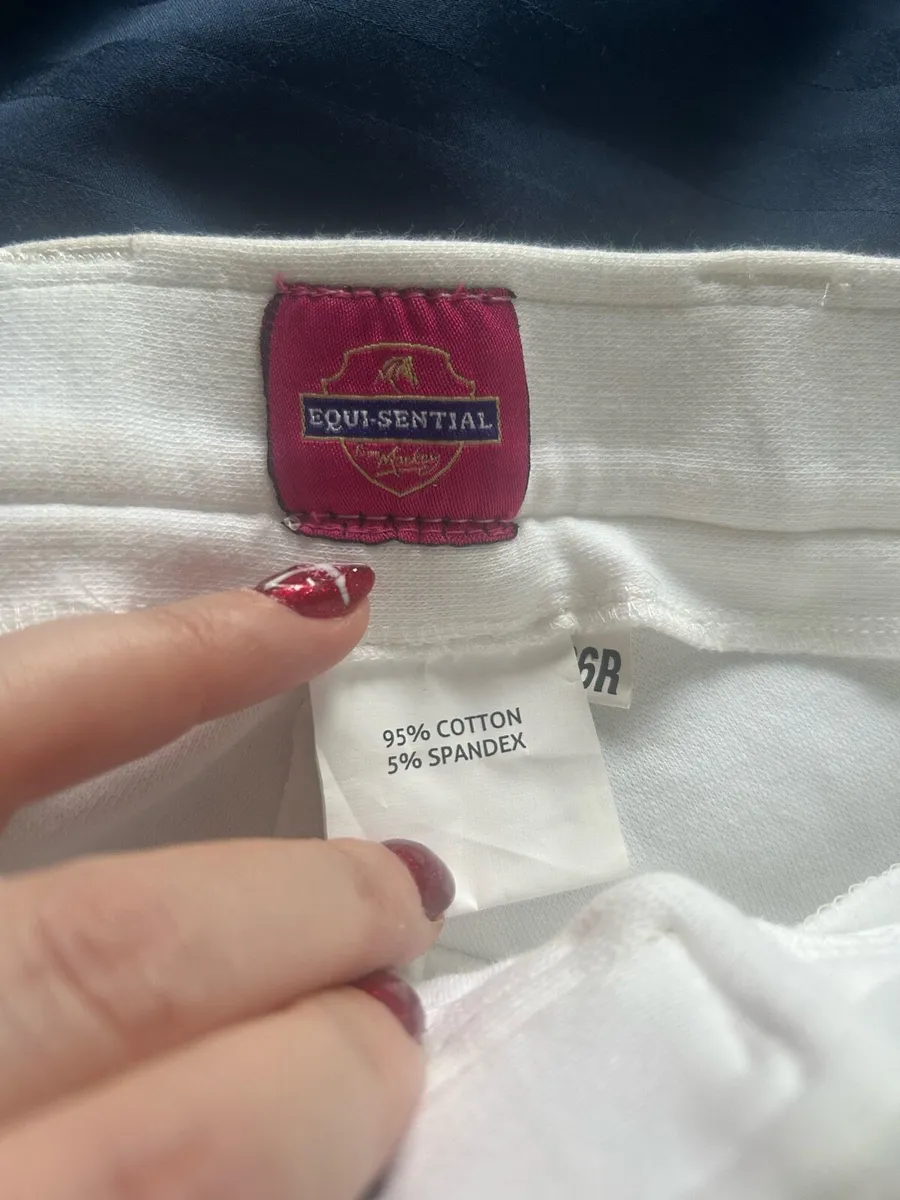 EQUI-SENTIAL
6R
95% COTTON
5% SPANDEX